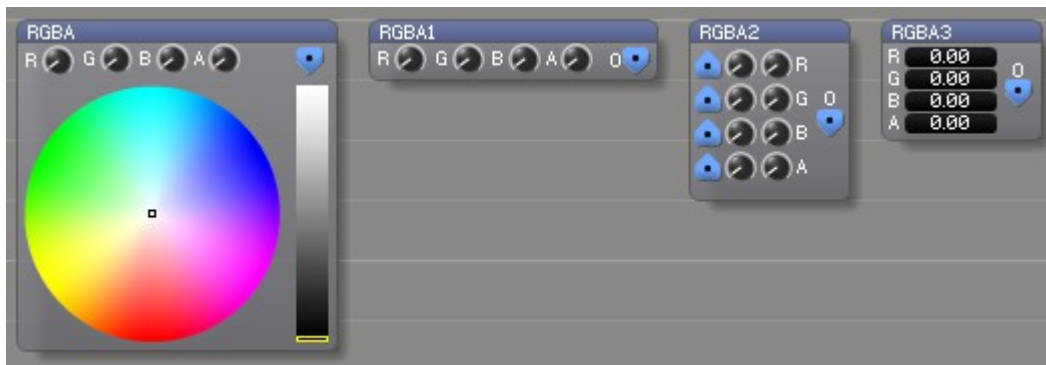 RGBA
R G B A
RGBA1
R G B A O
RGBA2
R
G O
B
A
RGBA3
R 0.00
G 0.00 O
B 0.00
A 0.00